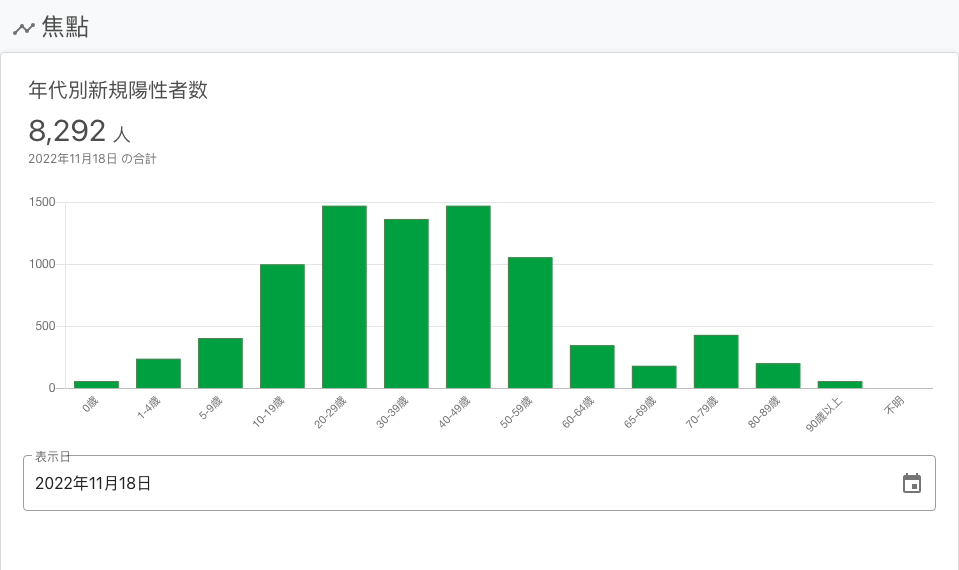 焦點
年代別新規陽性者数
8,292 人
2022年11月18日 の合計
1500
1000
500
0
0歳
1-4歳
5-9歳
10-19歳
20-29歳
30-39歳
40-49歳
50-59歳
60-64歳
65-69歳
70-79歳
80-89歳
90歳以上
不明
表示日
2022年11月18日